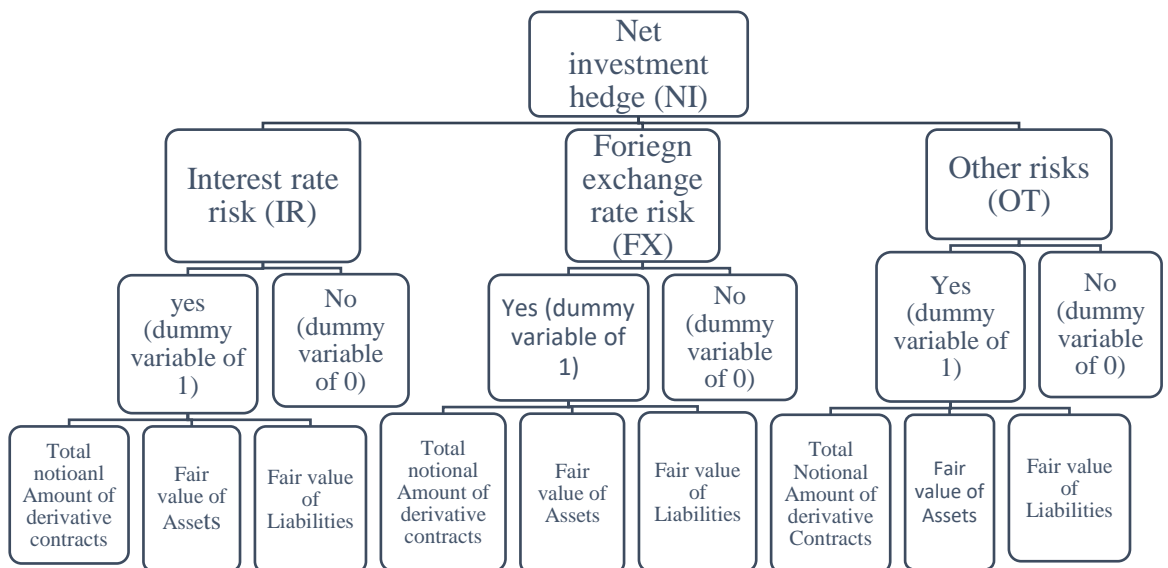 Net
investment
hedge (NI)
Interest rate
risk (IR)
Foriegn
exchange
rate risk
(FX)
Other risks
(OT)
yes
(dummy
variable of
1)
No
(dummy
variable
of 0)
Yes (dummy
variable of
1)
No
(dummy
variable
of 0)
Yes
(dummy
variable of
1)
No
(dummy
variable
of 0)
Total
notioanl
Amount of
derivative
contracts
Fair
value of
Assets
Fair value
of
Liabilities
Total
notional
Amount of
derivative
contracts
Fair
value of
Assets
Fair value
of
Liabilities
Total
Notional
Amount of
derivative
Contracts
Fair
value of
Assets
Fair value
of
Liabilities